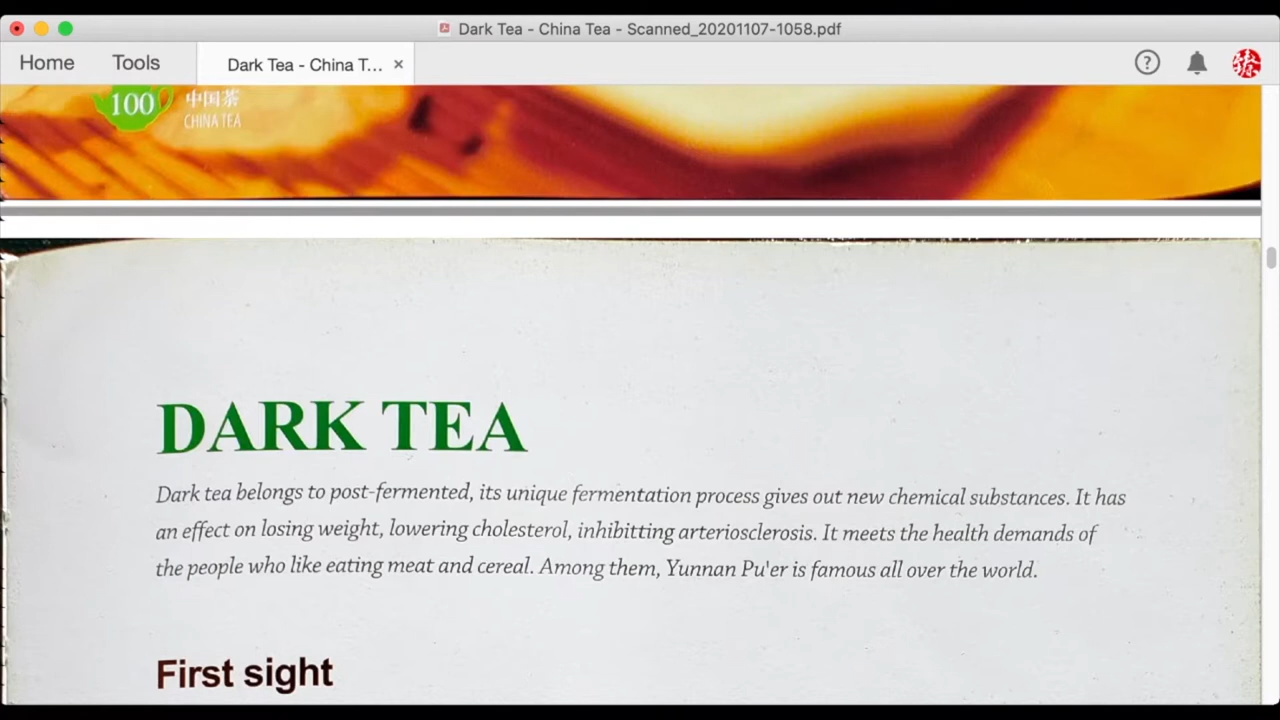 Dark Tea - China Tea - Scanned_20201107-1058.pdf
Home
Tools
Dark Tea - China T... ×
?
100
中国茶
CHINA TEA
DARK TEA
Dark tea belongs to post-fermented, its unique fermentation process gives out new chemical substances. It has
an effect on losing weight, lowering cholesterol, inhibitting arteriosclerosis. It meets the health demands of
the people who like eating meat and cereal. Among them, Yunnan Pu'er is famous all over the world.
First sight